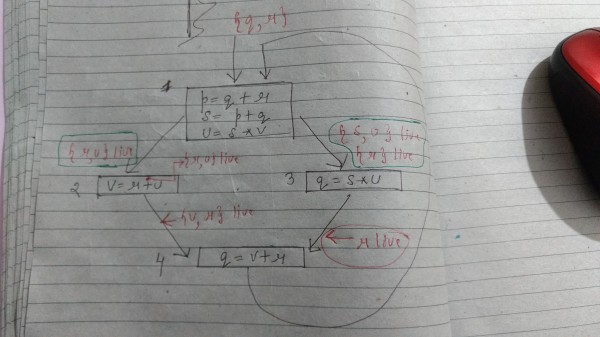 {q, r}
1
p = q + r
s = p + q
u = s * v
{r, u} live
{s, u} live
{r} live
{r, u} live
2
v = r + u
3
q = s * u
{v, r} live
r live
4
q = v + r